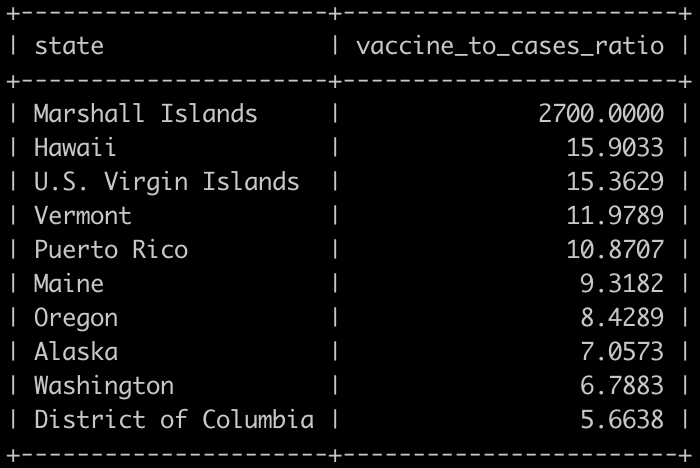 +----------------------+-------------------------+
| state                | vaccine_to_cases_ratio |
+----------------------+-------------------------+
| Marshall Islands     |              2700.0000 |
| Hawaii               |                15.9033 |
| U.S. Virgin Islands  |                15.3629 |
| Vermont              |                11.9789 |
| Puerto Rico          |                10.8707 |
| Maine                |                 9.3182 |
| Oregon               |                 8.4289 |
| Alaska               |                 7.0573 |
| Washington           |                 6.7883 |
| District of Columbia |                 5.6638 |
+----------------------+-------------------------+